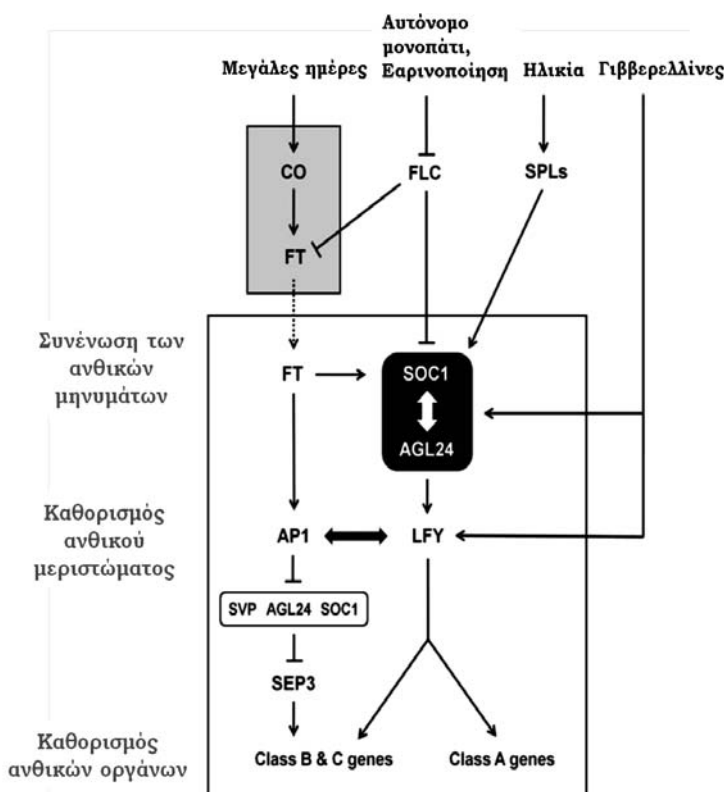 Αυτόνομο
μονοπάτι,
Μεγάλες ημέρες Εαρινοποίηση Ηλικία Γιββερελλίνες
CO FLC SPLs
FT
Συνένωση των
ανθικών
μηνυμάτων
FT SOC1
AGL24
Καθορισμός
ανθικού
μεριστώματος
AP1 LFY
SVP AGL24 SOC1
SEP3
Καθορισμός
ανθικών οργάνων
Class B & C genes Class A genes